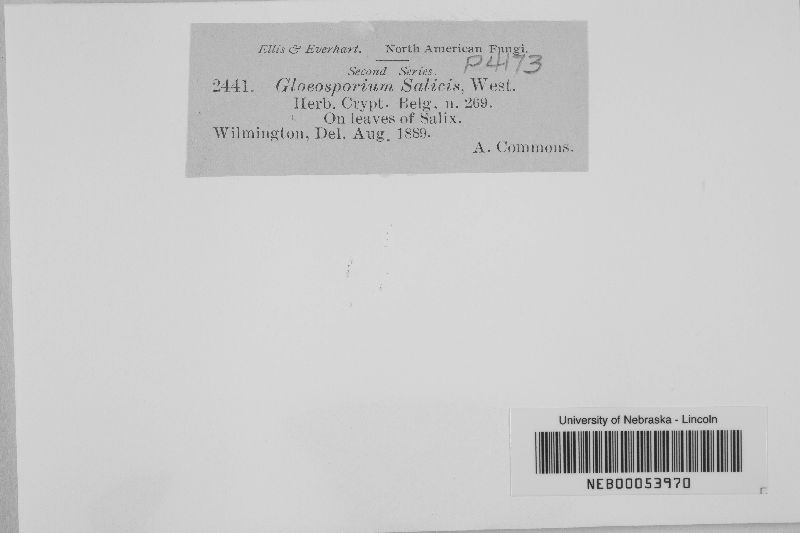 Ellis & Everhart. North American Fungi.
Second Series.
P4173
2441. Gloeosporium Salicis, West.
Herb. Crypt. Belg. n. 269.
On leaves of Salix.
Wilmington, Del. Aug. 1889.
A. Commons.
University of Nebraska - Lincoln
NEB00053970